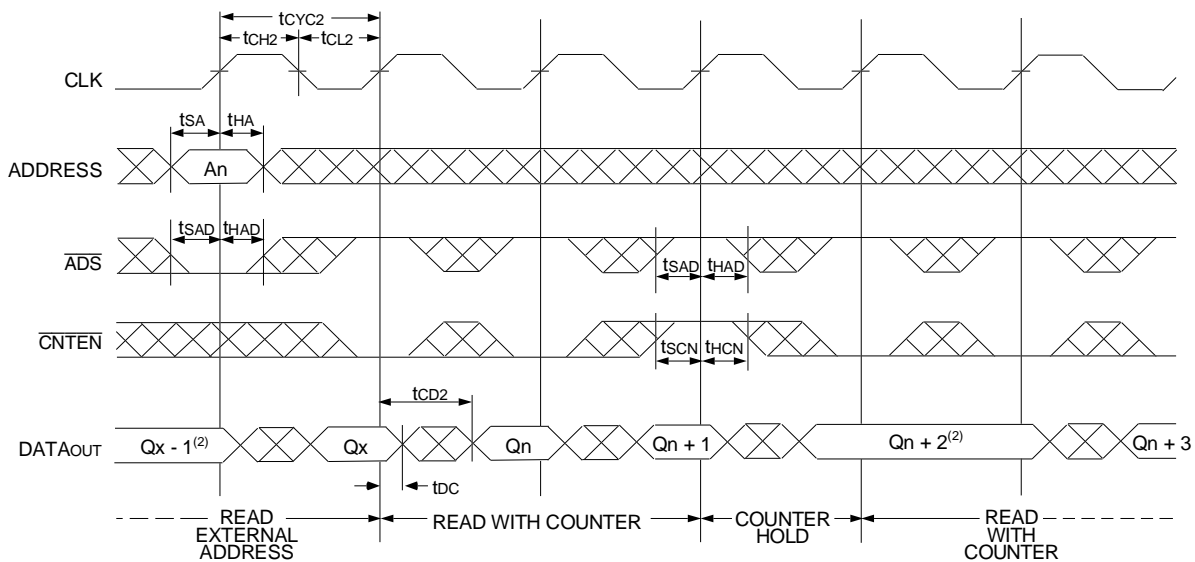 tCYC2
tCH2 tCL2
CLK
tSA tHA
ADDRESS An
tSAD tHAD
ADS
tSAD tHAD
CNTEN
tSCN tHCN
tCD2
DATAOUT Qx - 1(2) Qx Qn Qn + 1 Qn + 2(2) Qn + 3
tDC
READ EXTERNAL ADDRESS
READ WITH COUNTER
COUNTER HOLD
READ WITH COUNTER